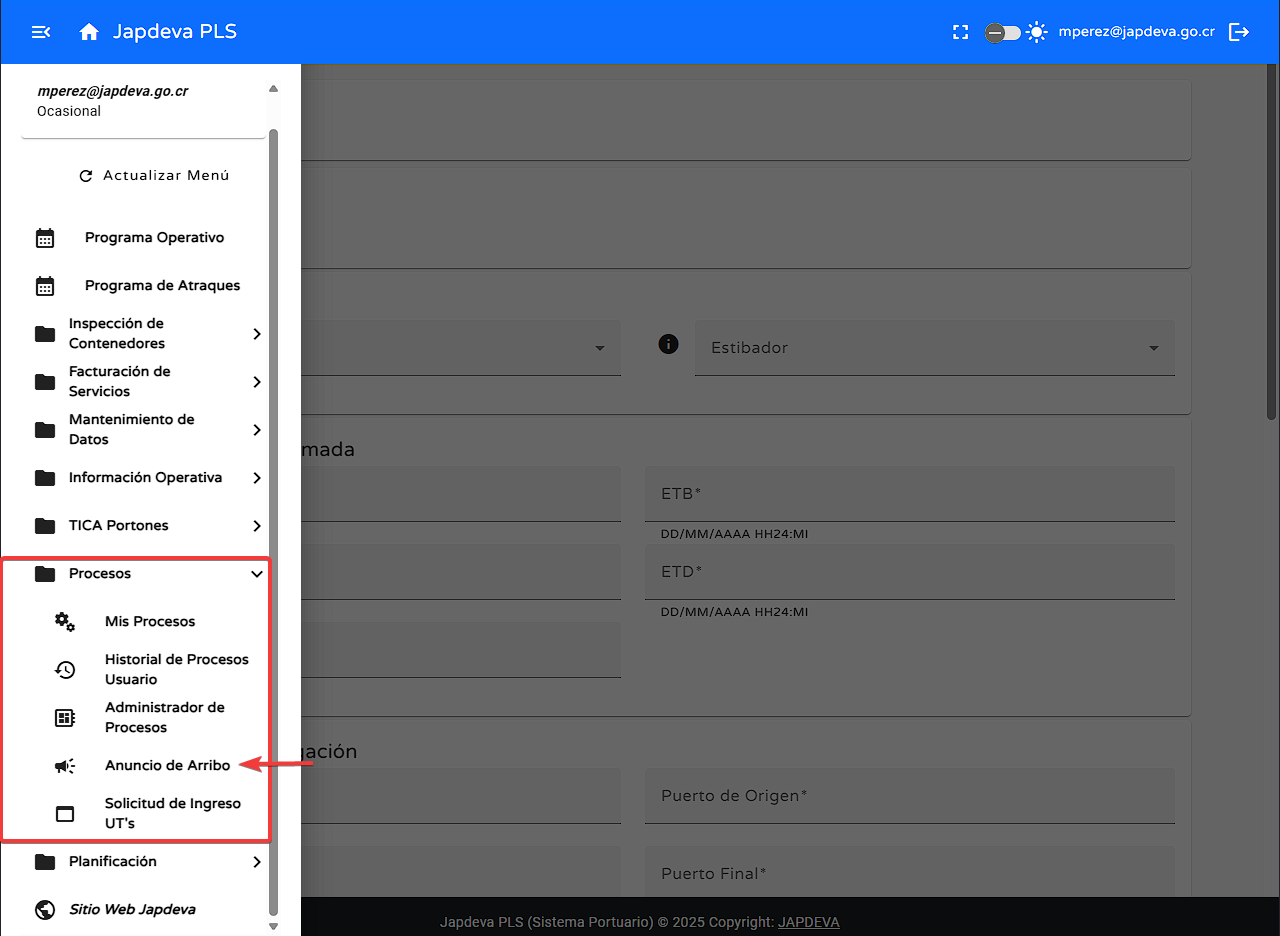 Japdeva PLS
mperez@japdeva.go.cr
mperez@japdeva.go.cr
Ocasional
Actualizar Menú
Programa Operativo
Programa de Atraques
Inspección de
Contenedores
Facturación de
Servicios
Mantenimiento de
Datos
Información Operativa
TICA Portones
Procesos
Mis Procesos
Historial de Procesos
Usuario
Administrador de
Procesos
Anuncio de Arribo
Solicitud de Ingreso
UT's
Planificación
Sitio Web Japdeva
Estibador
mada
ETB*
DD/MM/AAAA HH24:MI
ETD*
DD/MM/AAAA HH24:MI
gación
Puerto de Origen*
Puerto Final*
Japdeva PLS (Sistema Portuario) © 2025 Copyright: JAPDEVA